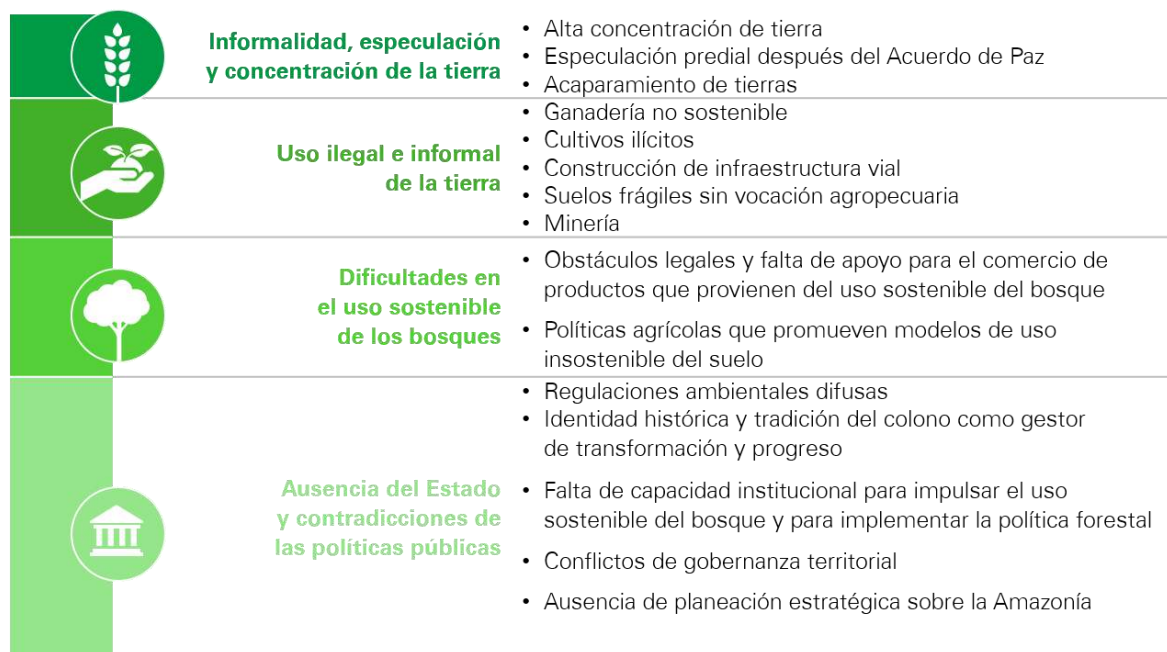 Informalidad, especulación
y concentración de la tierra
• Alta concentración de tierra
• Especulación predial después del Acuerdo de Paz
• Acaparamiento de tierras
Uso ilegal e informal
de la tierra
• Ganadería no sostenible
• Cultivos ilícitos
• Construcción de infraestructura vial
• Suelos frágiles sin vocación agropecuaria
• Minería
Dificultades en
el uso sostenible
de los bosques
• Obstáculos legales y falta de apoyo para el comercio de
productos que provienen del uso sostenible del bosque
• Políticas agrícolas que promueven modelos de uso
insostenible del suelo
Ausencia del Estado
y contradicciones de
las políticas públicas
• Regulaciones ambientales difusas
• Identidad histórica y tradición del colono como gestor
de transformación y progreso
• Falta de capacidad institucional para impulsar el uso
sostenible del bosque y para implementar la política forestal
• Conflictos de gobernanza territorial
• Ausencia de planeación estratégica sobre la Amazonía